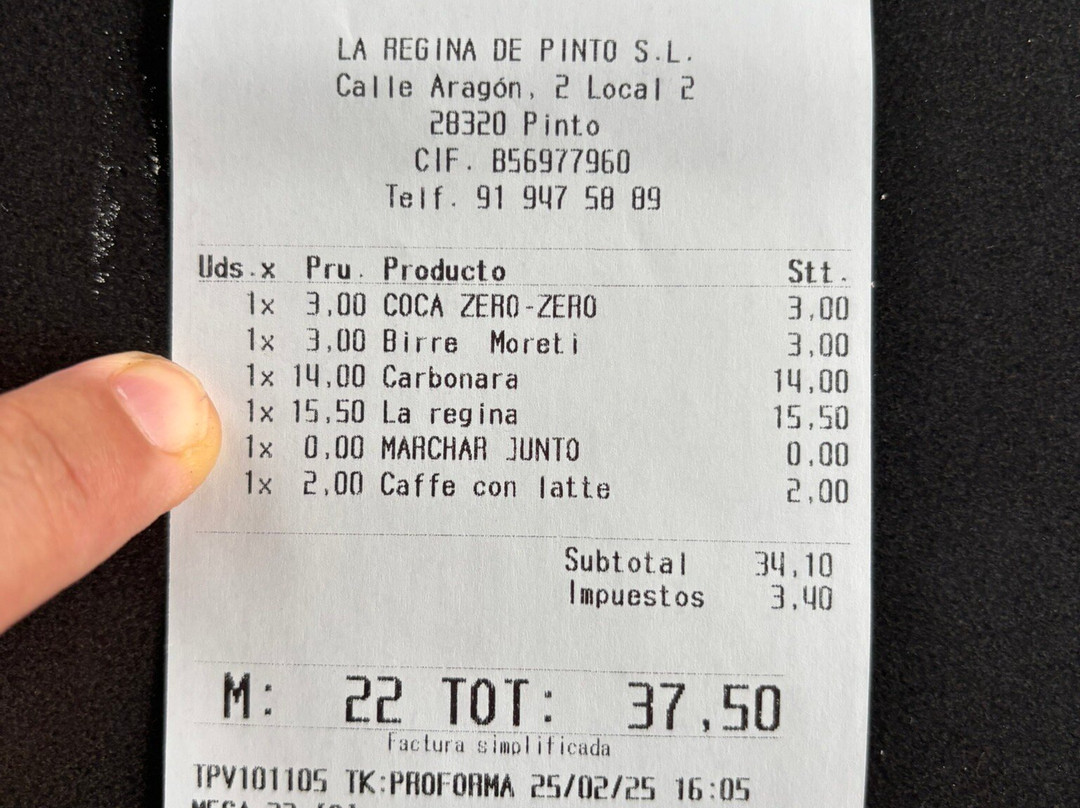 LA REGINA DE PINTO S.L.
Calle Aragón, 2 Local 2
28320 Pinto
CIF. B56977960
Telf. 91 947 58 89
Uds.x Pru. Producto Stt.
1x 3,00 COCA ZERO-ZERO 3,00
1x 3,00 Birre Moreti 3,00
1x 14,00 Carbonara 14,00
1x 15,50 La regina 15,50
1x 0,00 MARCHAR JUNTO 0,00
1x 2,00 Caffe con latte 2,00
Subtotal 34,10
Impuestos 3,40
M: 22 TOT: 37,50
Factura simplificada
TPV101105 TK:PROFORMA 25/02/25 16:05